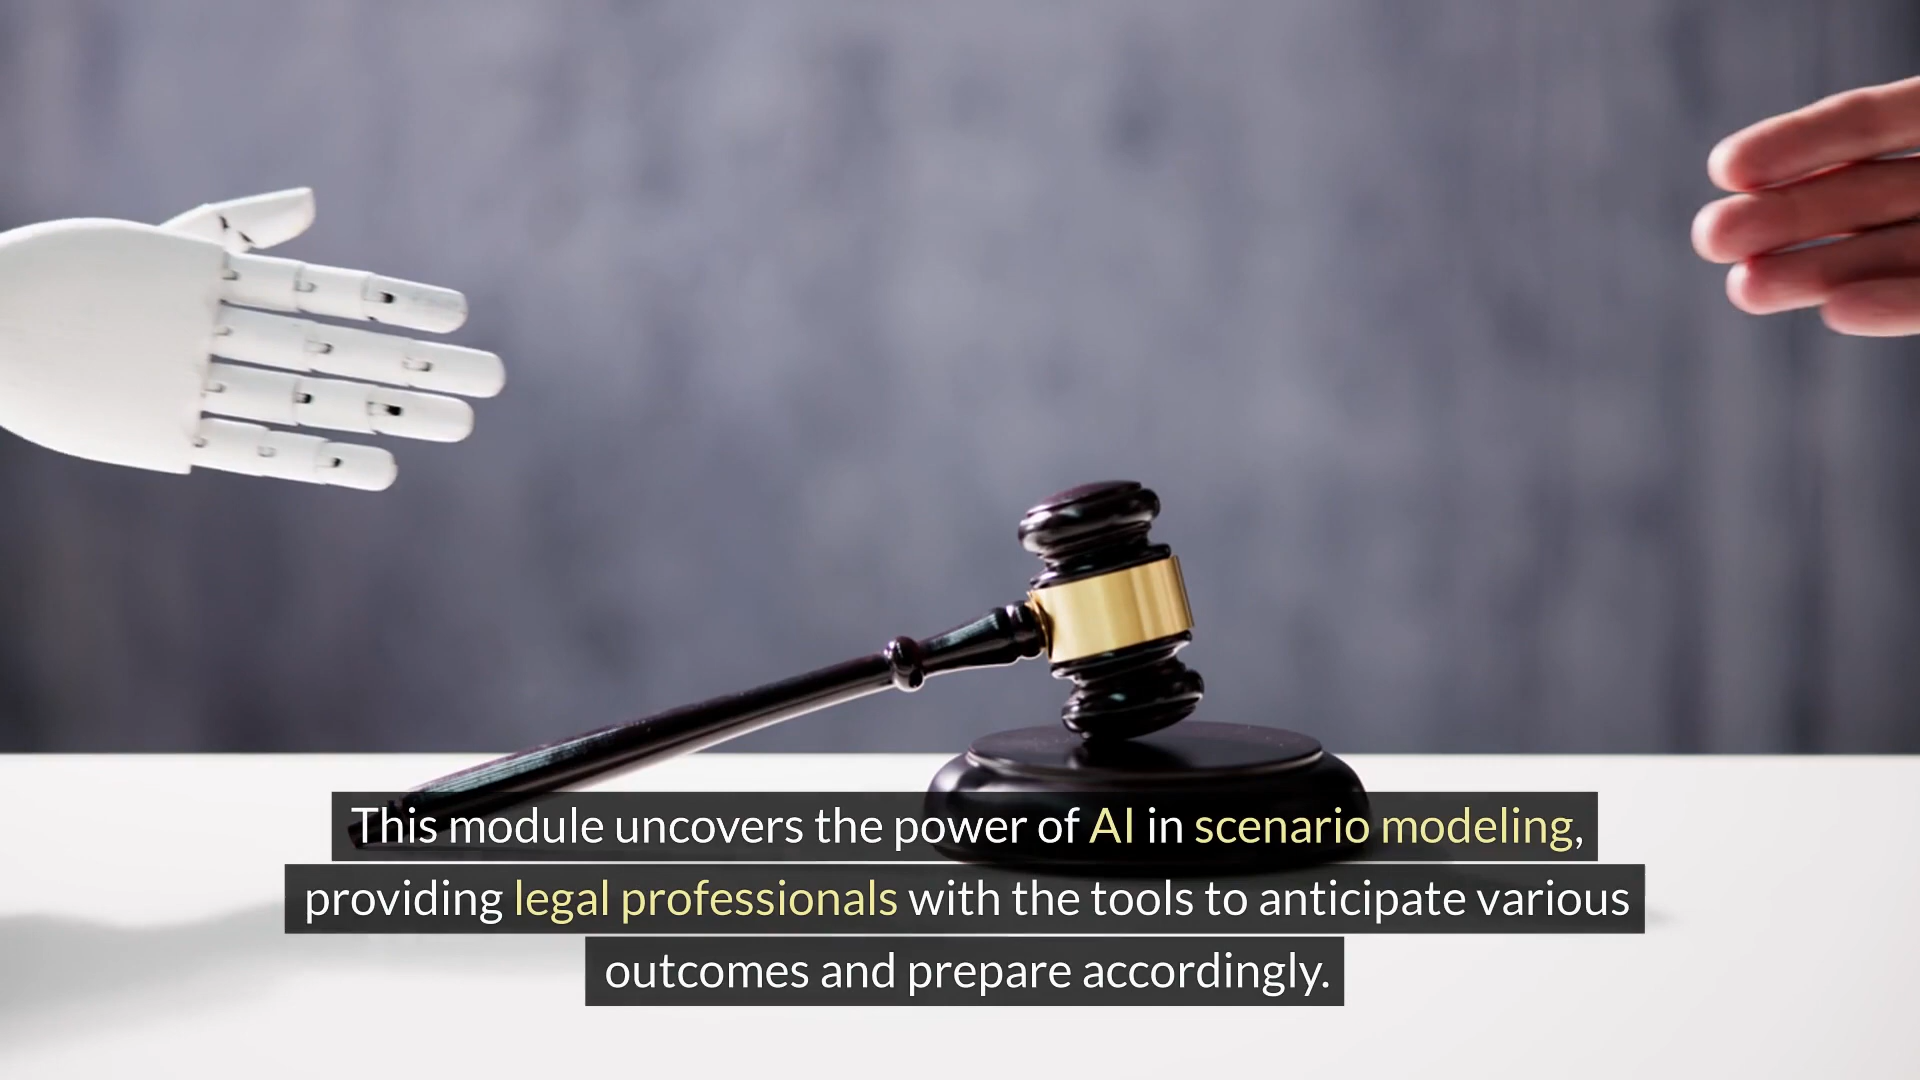 This module uncovers the power of AI in scenario modeling,
providing legal professionals with the tools to anticipate various
outcomes and prepare accordingly.